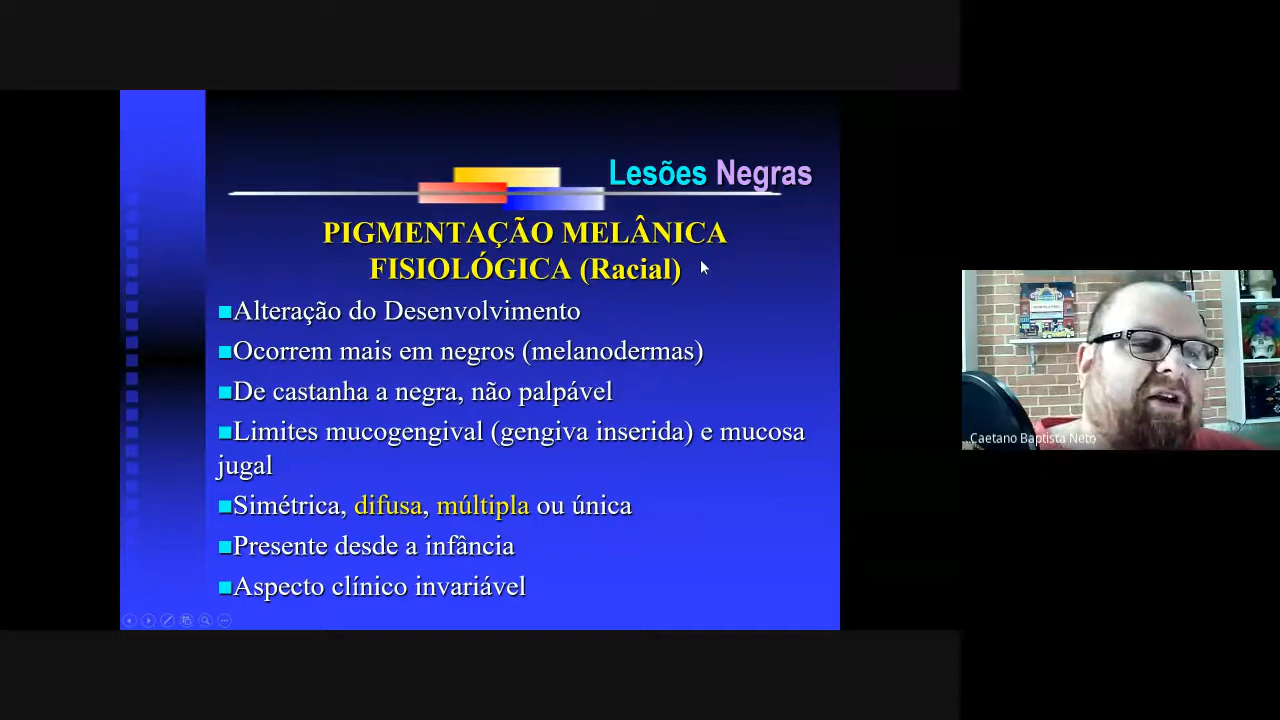 Lesões Negras
PIGMENTAÇÃO MELÂNICA
FISIOLÓGICA (Racial)
Alteração do Desenvolvimento
Ocorrem mais em negros (melanodermas)
De castanha a negra, não palpável
Limites mucogengival (gengiva inserida) e mucosa
jugal
Simétrica, difusa, múltipla ou única
Presente desde a infância
Aspecto clínico invariável
Caetano Baptista Neto